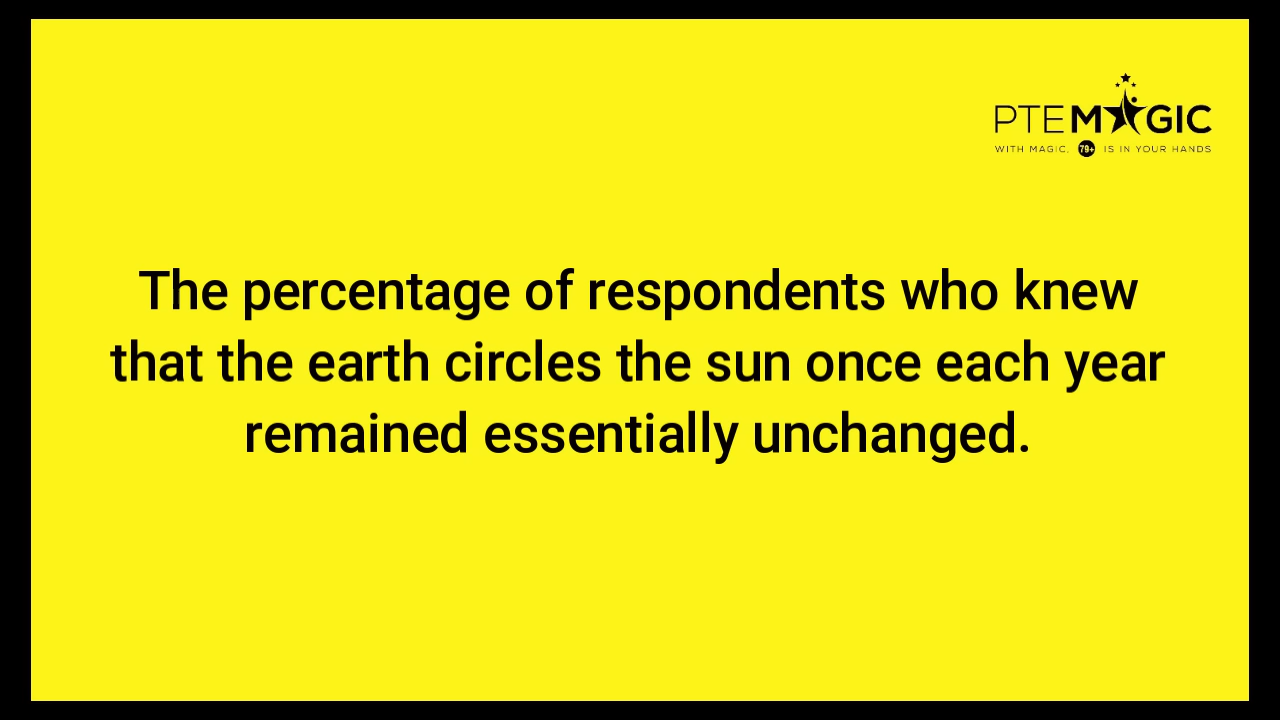 PTEMAGIC
WITH MAGIC, 79+ IS IN YOUR HANDS
The percentage of respondents who knew
that the earth circles the sun once each year
remained essentially unchanged.